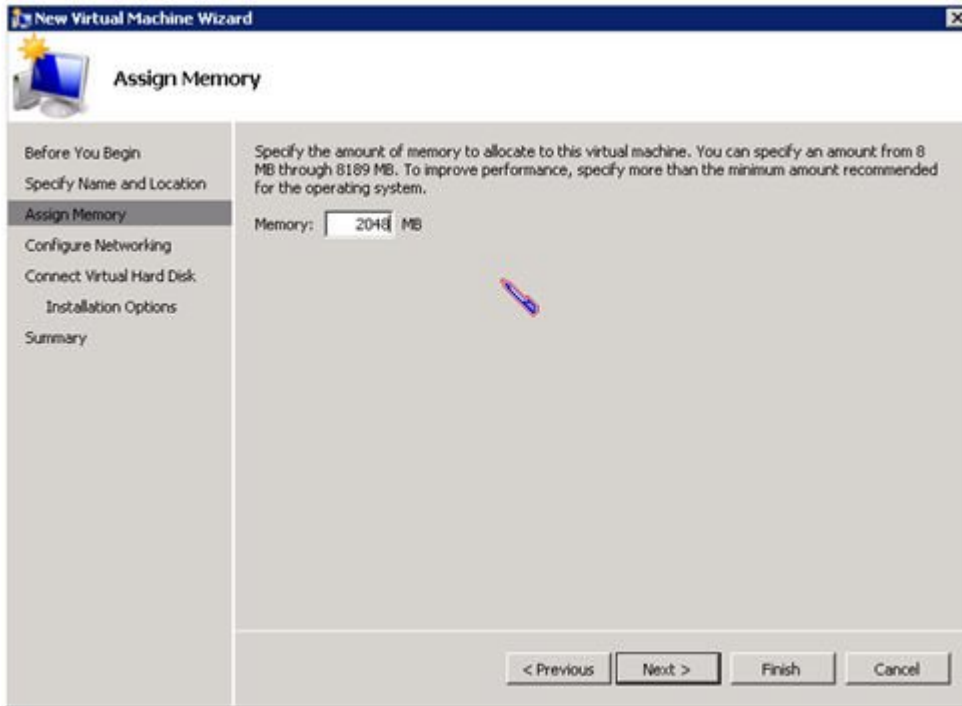 New Virtual Machine Wizard
Assign Memory
Before You Begin
Specify Name and Location
Assign Memory
Configure Networking
Connect Virtual Hard Disk
Installation Options
Summary
Specify the amount of memory to allocate to this virtual machine. You can specify an amount from 8
MB through 8189 MB. To improve performance, specify more than the minimum amount recommended
for the operating system.
Memory: 2048 MB
< Previous Next > Finish Cancel